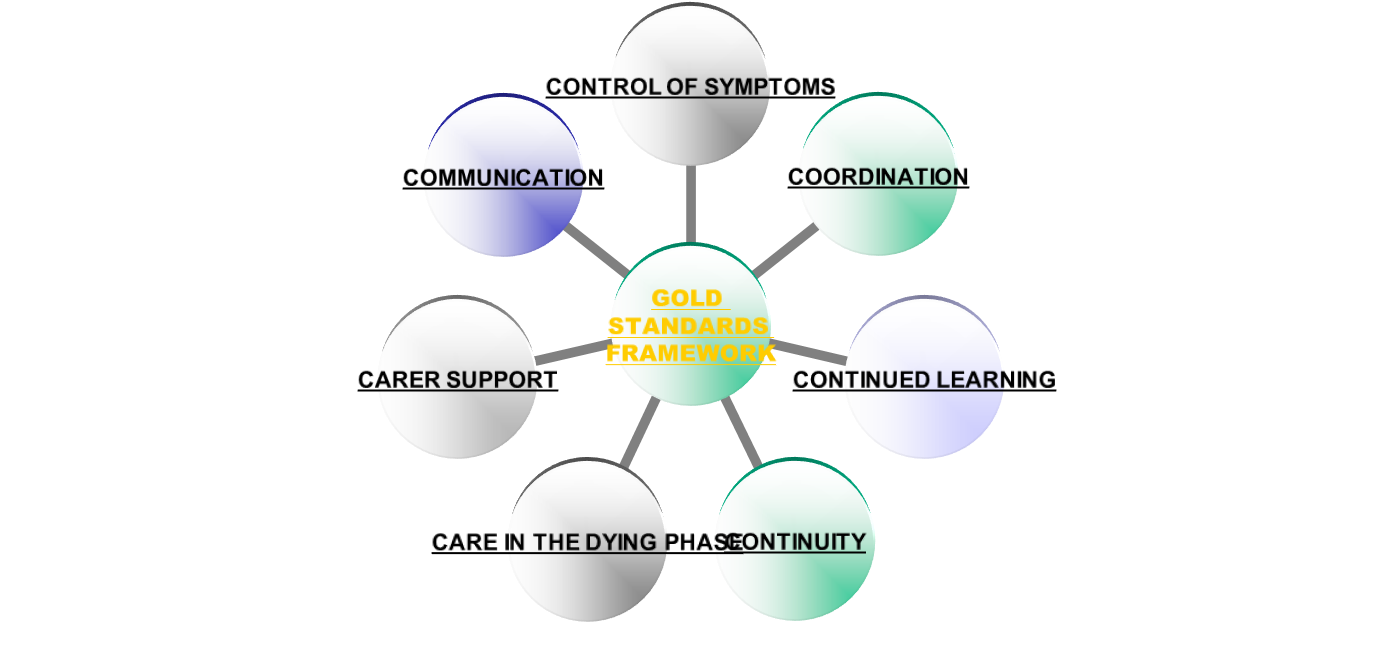 CONTROL OF SYMPTOMS
COMMUNICATION
COORDINATION
GOLD
STANDARDS
FRAMEWORK
CARER SUPPORT
CONTINUED LEARNING
CARE IN THE DYING PHASE
CONTINUITY